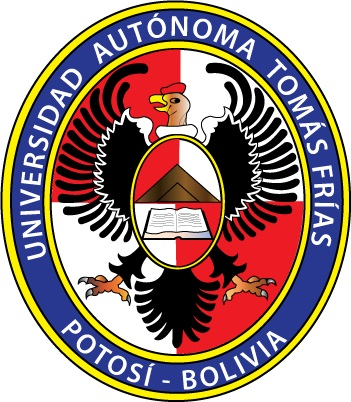 UNIVERSIDAD AUTÓNOMA TOMÁS FRÍAS
POTOSÍ - BOLIVIA